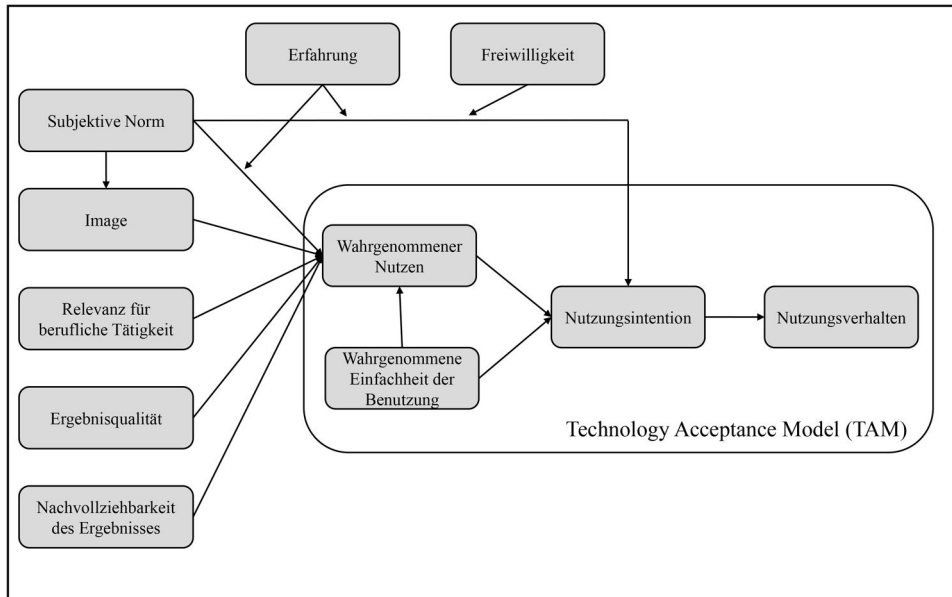 Erfahrung
Freiwilligkeit
Subjektive Norm
Image
Wahrgenommener
Nutzen
Relevanz für
berufliche Tätigkeit
Nutzungsintention
Nutzungsverhalten
Wahrgenommene
Einfachheit der
Benutzung
Ergebnisqualität
Technology Acceptance Model (TAM)
Nachvollziehbarkeit
des Ergebnisses